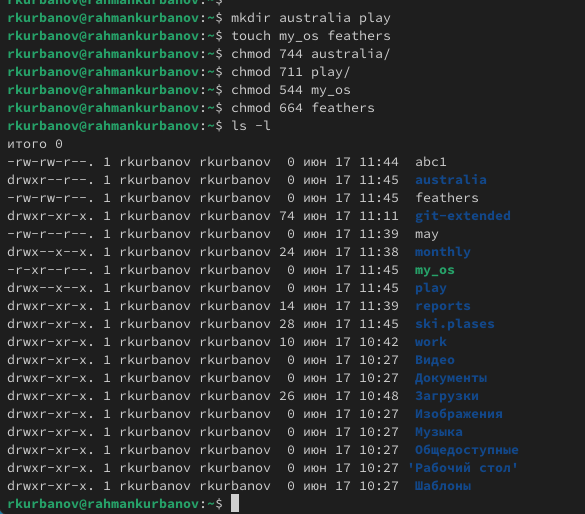 rkurbanov@rahmankurbanov:~$ mkdir australia play
rkurbanov@rahmankurbanov:~$ touch my_os feathers
rkurbanov@rahmankurbanov:~$ chmod 744 australia/
rkurbanov@rahmankurbanov:~$ chmod 711 play/
rkurbanov@rahmankurbanov:~$ chmod 544 my_os
rkurbanov@rahmankurbanov:~$ chmod 664 feathers
rkurbanov@rahmankurbanov:~$ ls -l
итого 0
-rw-rw-r--. 1 rkurbanov rkurbanov  0 июн 17 11:44  abc1
drwxr--r--. 1 rkurbanov rkurbanov  0 июн 17 11:45  australia
-rw-rw-r--. 1 rkurbanov rkurbanov  0 июн 17 11:45  feathers
drwxr-xr-x. 1 rkurbanov rkurbanov 74 июн 17 11:11  git-extended
-rw-r--r--. 1 rkurbanov rkurbanov  0 июн 17 11:39  may
drwx--x--x. 1 rkurbanov rkurbanov 24 июн 17 11:38  monthly
-r-xr--r--. 1 rkurbanov rkurbanov  0 июн 17 11:45  my_os
drwx--x--x. 1 rkurbanov rkurbanov  0 июн 17 11:45  play
drwxr-xr-x. 1 rkurbanov rkurbanov 14 июн 17 11:39  reports
drwxr-xr-x. 1 rkurbanov rkurbanov 28 июн 17 11:45  ski.plases
drwxr-xr-x. 1 rkurbanov rkurbanov 10 июн 17 10:42  work
drwxr-xr-x. 1 rkurbanov rkurbanov  0 июн 17 10:27  Видео
drwxr-xr-x. 1 rkurbanov rkurbanov  0 июн 17 10:27  Документы
drwxr-xr-x. 1 rkurbanov rkurbanov 26 июн 17 10:48  Загрузки
drwxr-xr-x. 1 rkurbanov rkurbanov  0 июн 17 10:27  Изображения
drwxr-xr-x. 1 rkurbanov rkurbanov  0 июн 17 10:27  Музыка
drwxr-xr-x. 1 rkurbanov rkurbanov  0 июн 17 10:27  Общедоступные
drwxr-xr-x. 1 rkurbanov rkurbanov  0 июн 17 10:27 'Рабочий стол'
drwxr-xr-x. 1 rkurbanov rkurbanov  0 июн 17 10:27  Шаблоны
rkurbanov@rahmankurbanov:~$